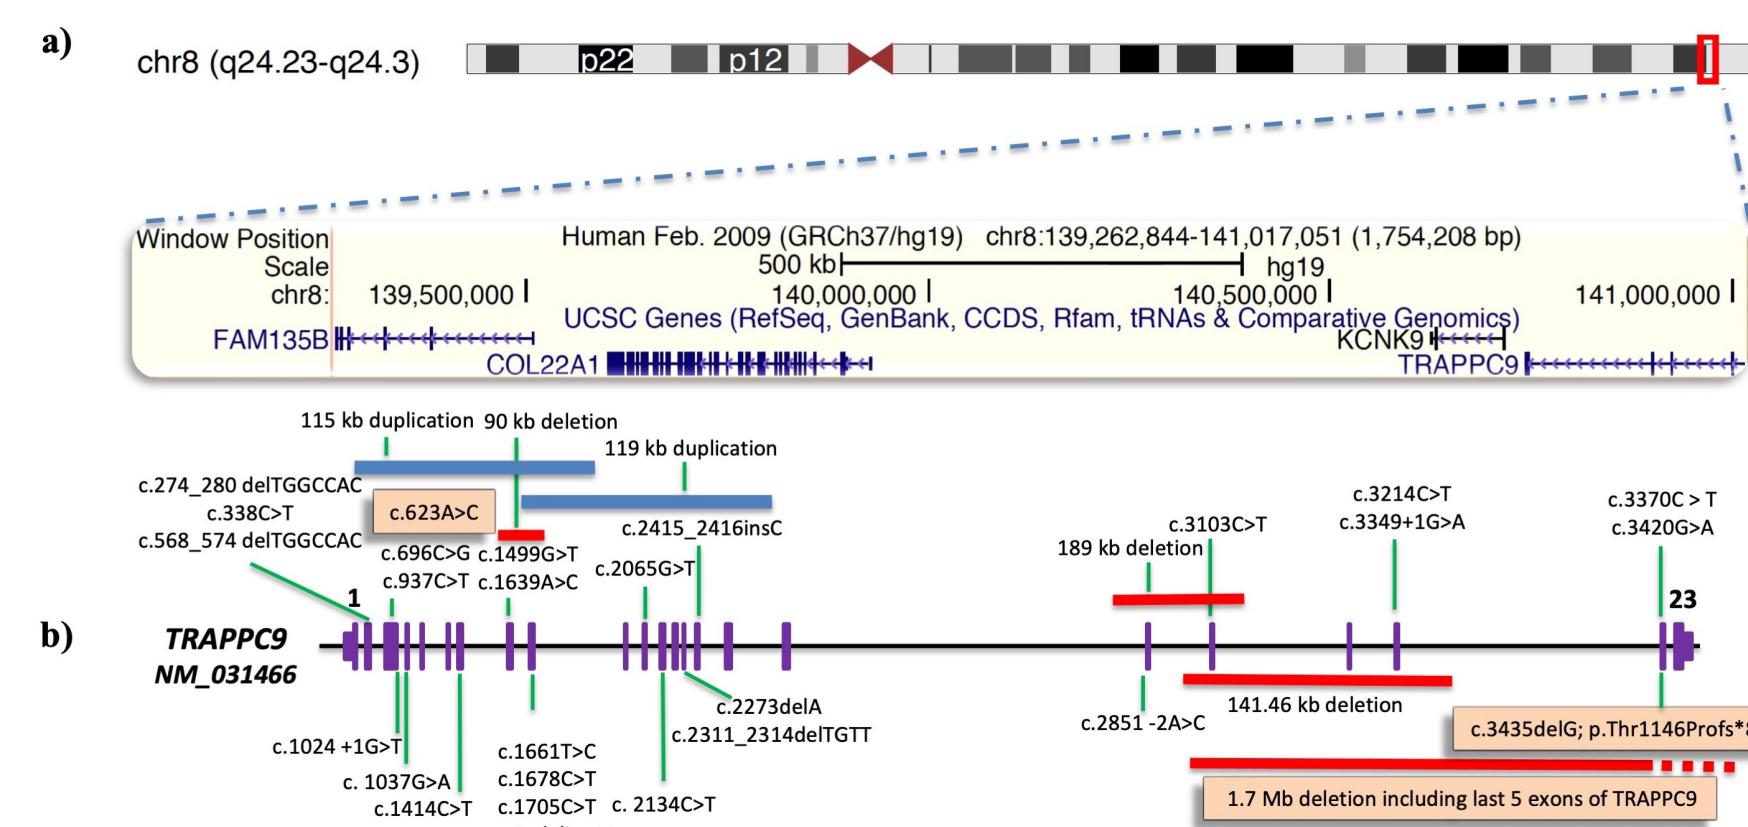 a)
chr8 (q24.23-q24.3)
p22
p12
Window Position
Human Feb. 2009 (GRCh37/hg19) chr8:139,262,844-141,017,051 (1,754,208 bp)
Scale
500 kb
hg19
chr8:
139,500,000
140,000,000
140,500,000
141,000,000
UCSC Genes (RefSeq, GenBank, CCDS, Rfam, tRNAs & Comparative Genomics)
FAM135B
KCNK9
COL22A1
TRAPPC9
115 kb duplication
90 kb deletion
119 kb duplication
c.274_280 delTGGCCAC
c.338C>T
c.568_574 delTGGCCAC
c.623A>C
c.696C>G
c.937C>T
c.1499G>T
c.1639A>C
c.2415_2416insC
c.2065G>T
189 kb deletion
c.3103C>T
c.3214C>T
c.3349+1G>A
c.3370C > T
c.3420G>A
1
23
b)
TRAPPC9
NM_031466
c.1024 +1G>T
c. 1037G>A
c.1414C>T
c.1661T>C
c.1678C>T
c.1705C>T
c. 2134C>T
c.2273delA
c.2311_2314delTGTT
c.2851 -2A>C
141.46 kb deletion
c.3435delG; p.Thr1146Profs*
1.7 Mb deletion including last 5 exons of TRAPPC9